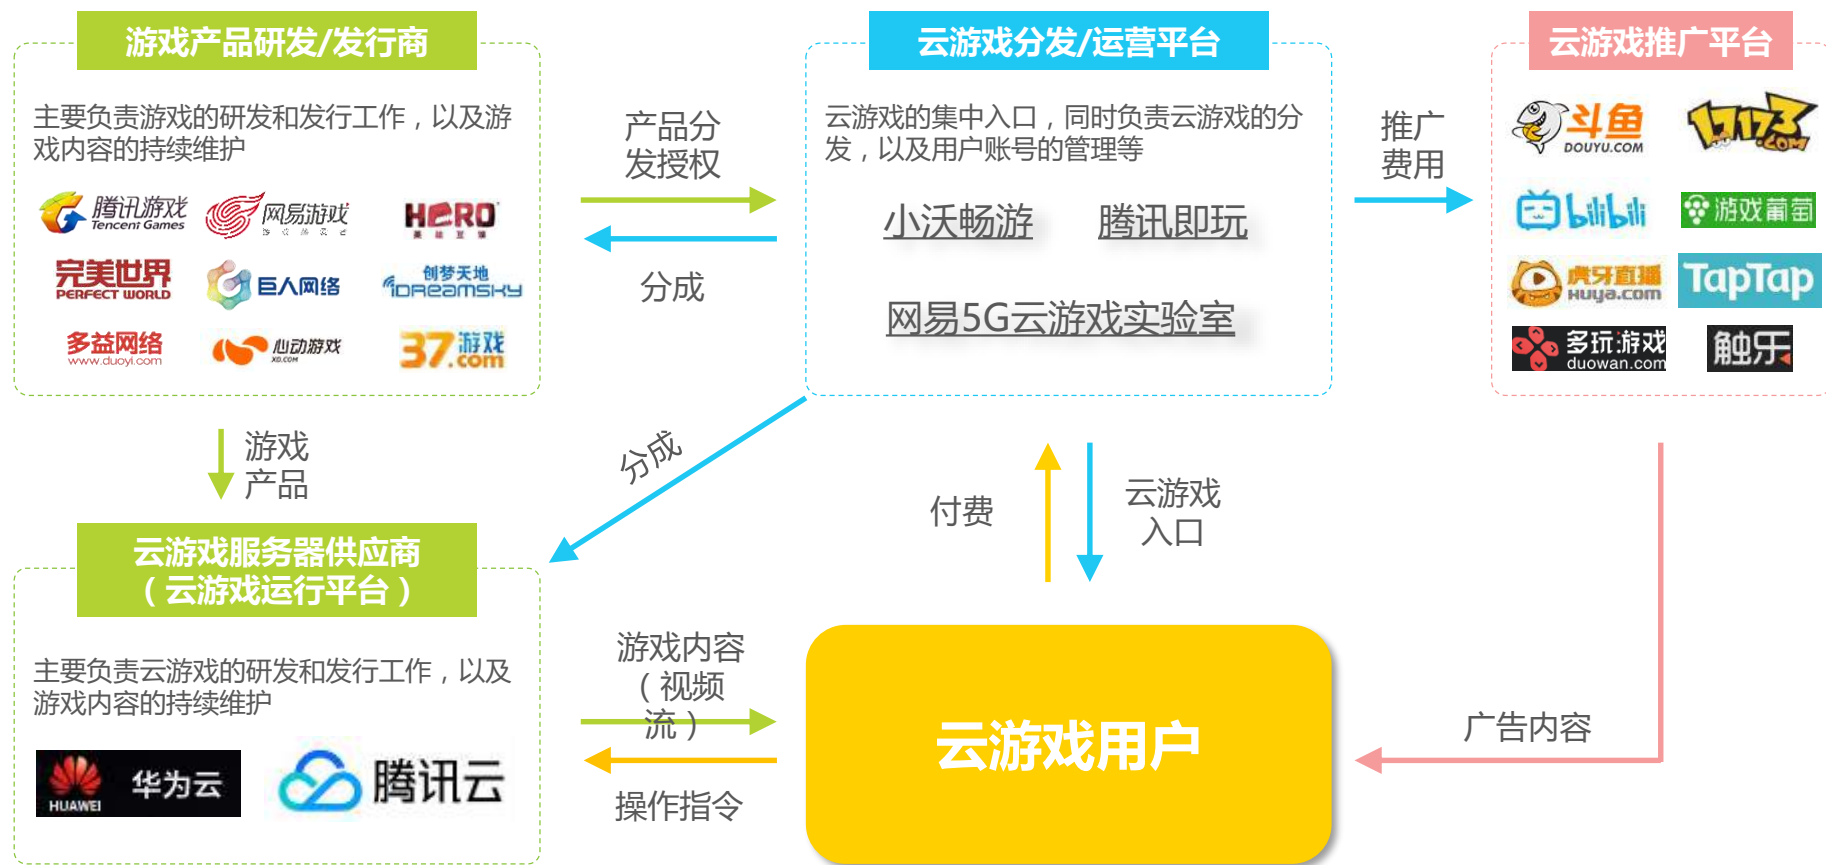 游戏产品研发/发行商
主要负责游戏的研发和发行工作，以及游
戏内容的持续维护
腾讯游戏
Tencent Games
网易游戏
HERO
英雄互娱
完美世界
PERFECT WORLD
巨人网络
创梦天地
iDREAMSKY
多益网络
www.duoyi.com
心动游戏
XD.COM
37游戏
.com
产品分
发授权
分成
云游戏分发/运营平台
云游戏的集中入口，同时负责云游戏的分
发，以及用户账号的管理等
小沃畅游
腾讯即玩
网易5G云游戏实验室
推广
费用
云游戏推广平台
斗鱼
DOUYU.COM
17173
.COM
bilibili
游戏葡萄
虎牙直播
HUYA.com
TapTap
多玩游戏
duowan.com
触乐
游戏
产品
分成
付费
云游戏
入口
云游戏服务器供应商
（云游戏运行平台）
主要负责云游戏的研发和发行工作，以及
游戏内容的持续维护
HUAWEI
华为云
腾讯云
游戏内容
（视频
流）
操作指令
云游戏用户
广告内容